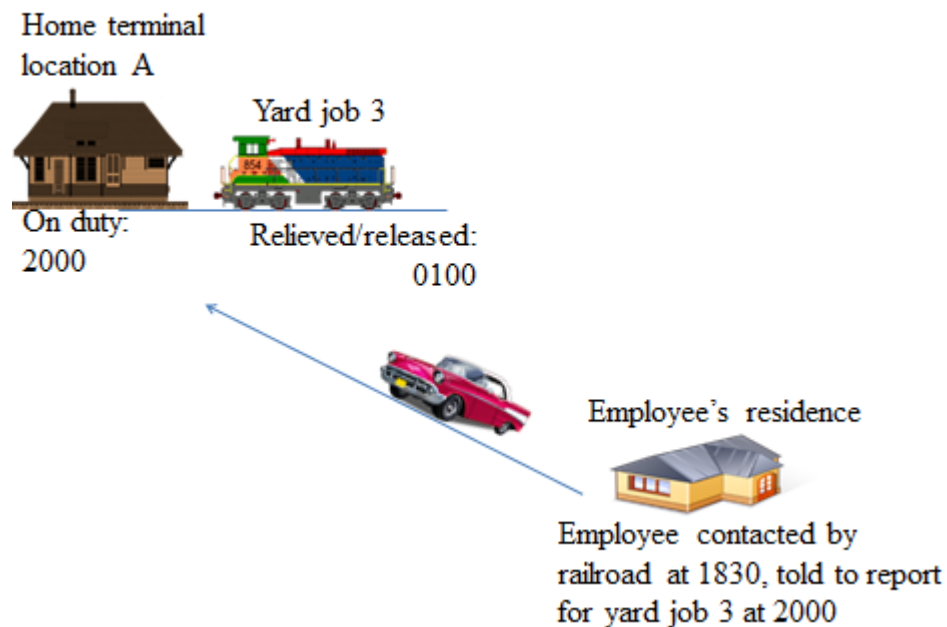 Home terminal
location A
Yard job 3
854
On duty:
2000
Relieved/released:
0100
Employee's residence
Employee contacted by
railroad at 1830, told to report
for yard job 3 at 2000